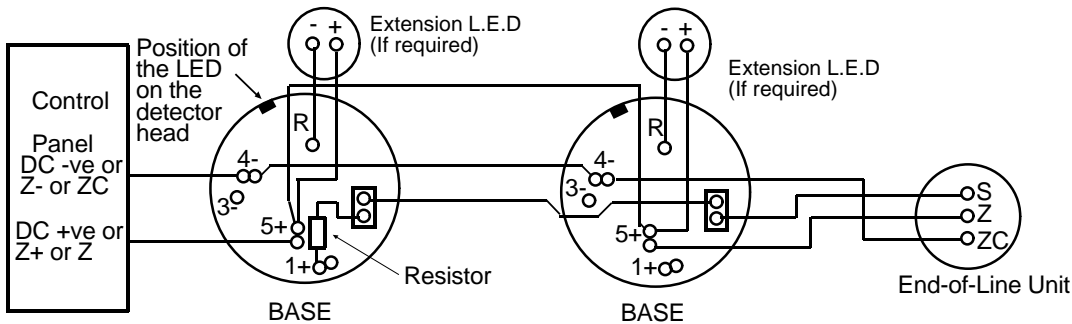 - +
Extension L.E.D
(If required)
- +
Extension L.E.D
(If required)
Position of
the LED
on the
detector
head
Control
Panel
DC -ve or
Z- or ZC
DC +ve or
Z+ or Z
R
4-
3-
5+
1+
Resistor
BASE
R
4-
3-
5+
1+
BASE
S
Z
ZC
End-of-Line Unit